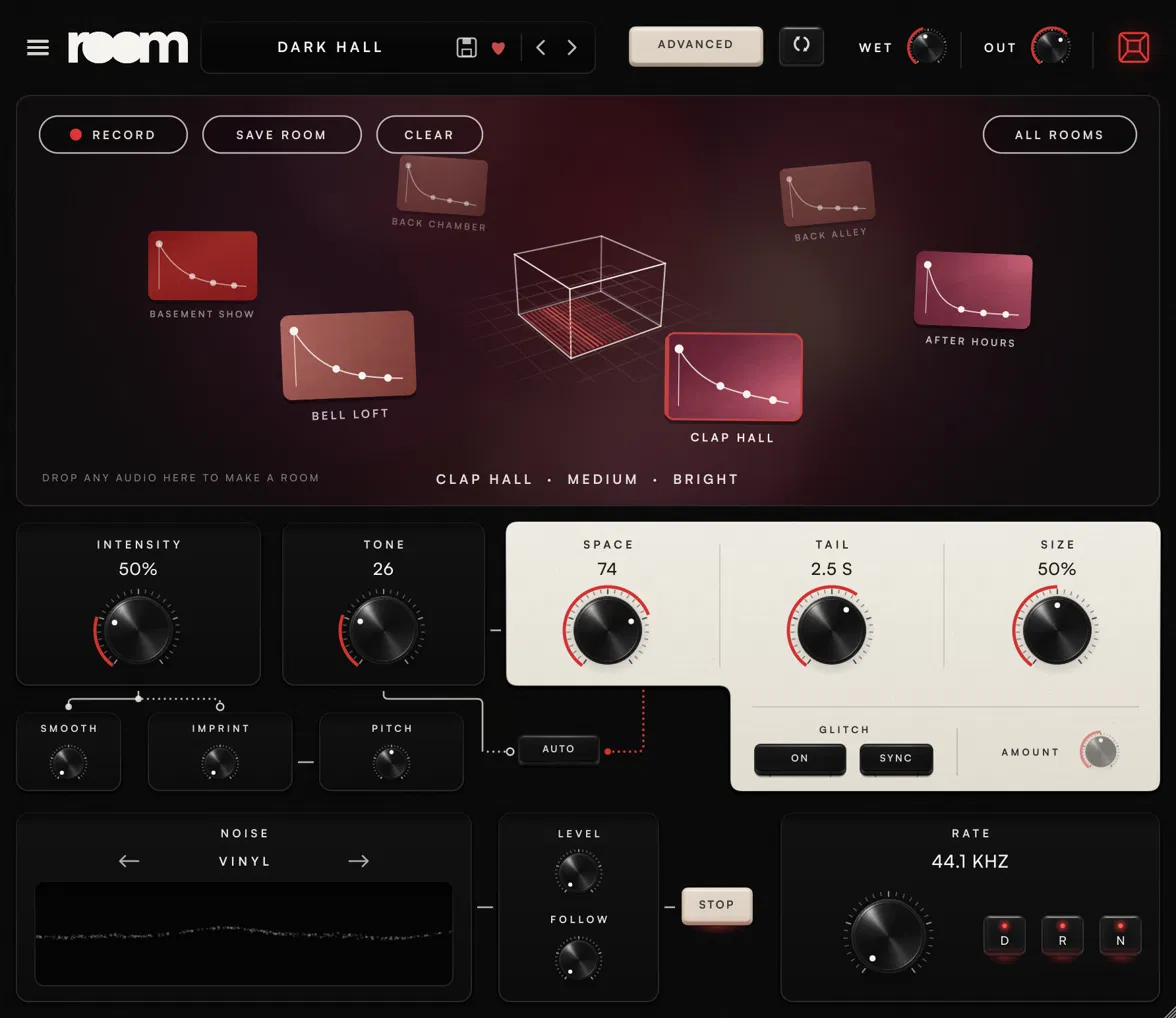 room
DARK HALL
ADVANCED
WET
OUT
RECORD
SAVE ROOM
CLEAR
ALL ROOMS
BACK CHAMBER
BACK ALLEY
BASEMENT SHOW
AFTER HOURS
BELL LOFT
CLAP HALL
DROP ANY AUDIO HERE TO MAKE A ROOM
CLAP HALL · MEDIUM · BRIGHT
INTENSITY
50%
TONE
26
SPACE
74
TAIL
2.5 S
SIZE
50%
SMOOTH
IMPRINT
PITCH
AUTO
GLITCH
ON
SYNC
AMOUNT
NOISE
VINYL
LEVEL
FOLLOW
STOP
RATE
44.1 KHZ
D
R
N